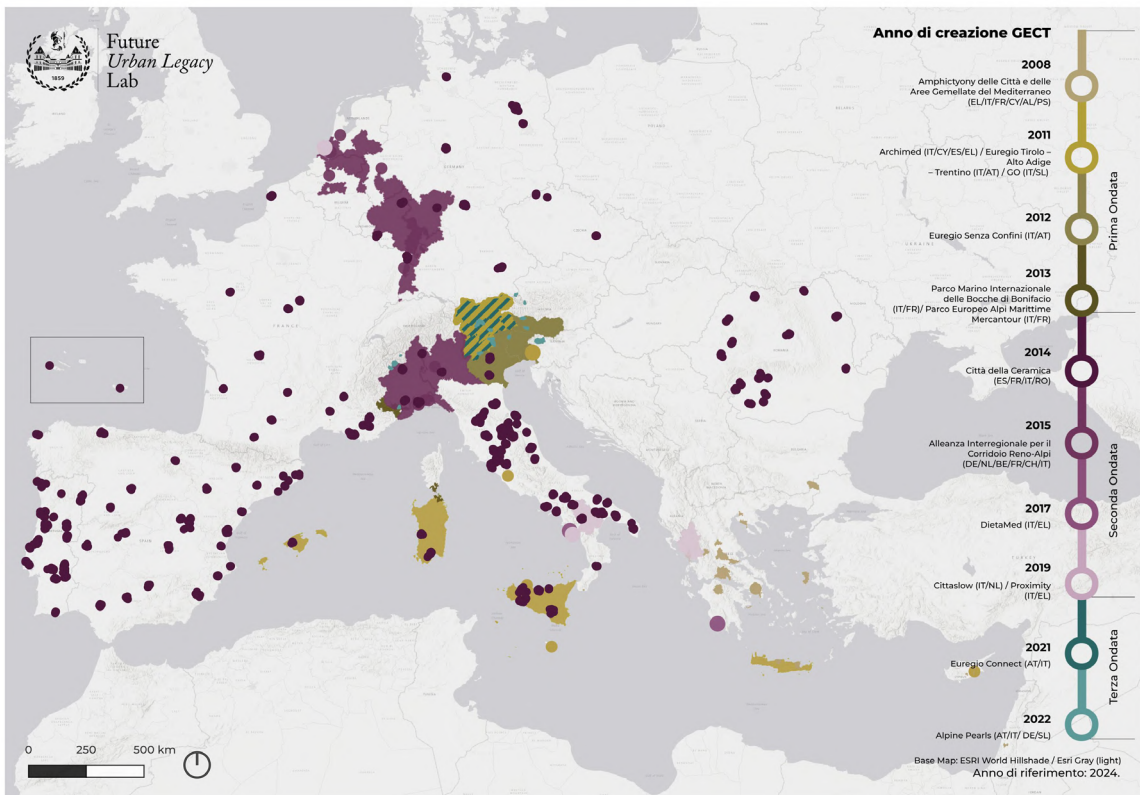 Future
Urban Legacy
Lab
1859
Anno di creazione GECT
2008
Amphictyony delle Città e delle
Aree Gemellate del Mediterraneo
(EL/IT/FR/CY/AL/PS)
2011
Archimed (IT/CY/ES/EL) / Euregio Tirolo –
Alto Adige
– Trentino (IT/AT) / GO (IT/SL)
2012
Euregio Senza Confini (IT/AT)
2013
Parco Marino Internazionale
delle Bocche di Bonifacio
(IT/FR)/ Parco Europeo Alpi Marittime
Mercantour (IT/FR)
Prima Ondata
2014
Città della Ceramica
(ES/FR/IT/RO)
2015
Alleanza Interregionale per il
Corridoio Reno-Alpi
(DE/NL/BE/FR/CH/IT)
2017
DietaMed (IT/EL)
2019
Cittaslow (IT/NL) / Proximity
(IT/EL)
Seconda Ondata
2021
Euregio Connect (AT/IT)
2022
Alpine Pearls (AT/IT/ DE/SL)
Terza Ondata
FRANCE
UKRAINE
0 250 500 km
Base Map: ESRI World Hillshade / Esri Gray (light)
Anno di riferimento: 2024.